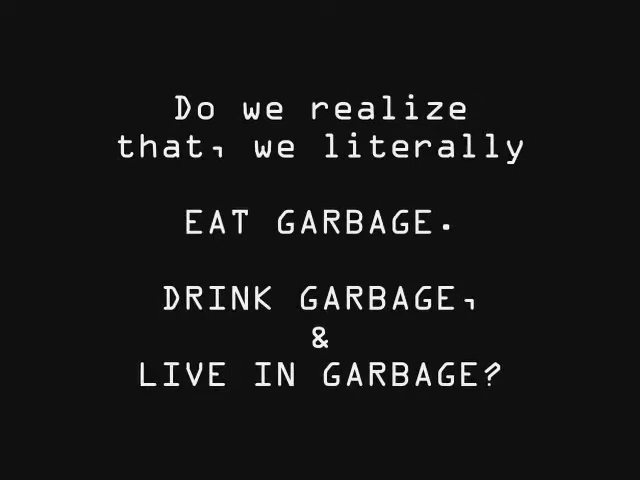 Do we realize
that, we literally
EAT GARBAGE.
DRINK GARBAGE,
&
LIVE IN GARBAGE?